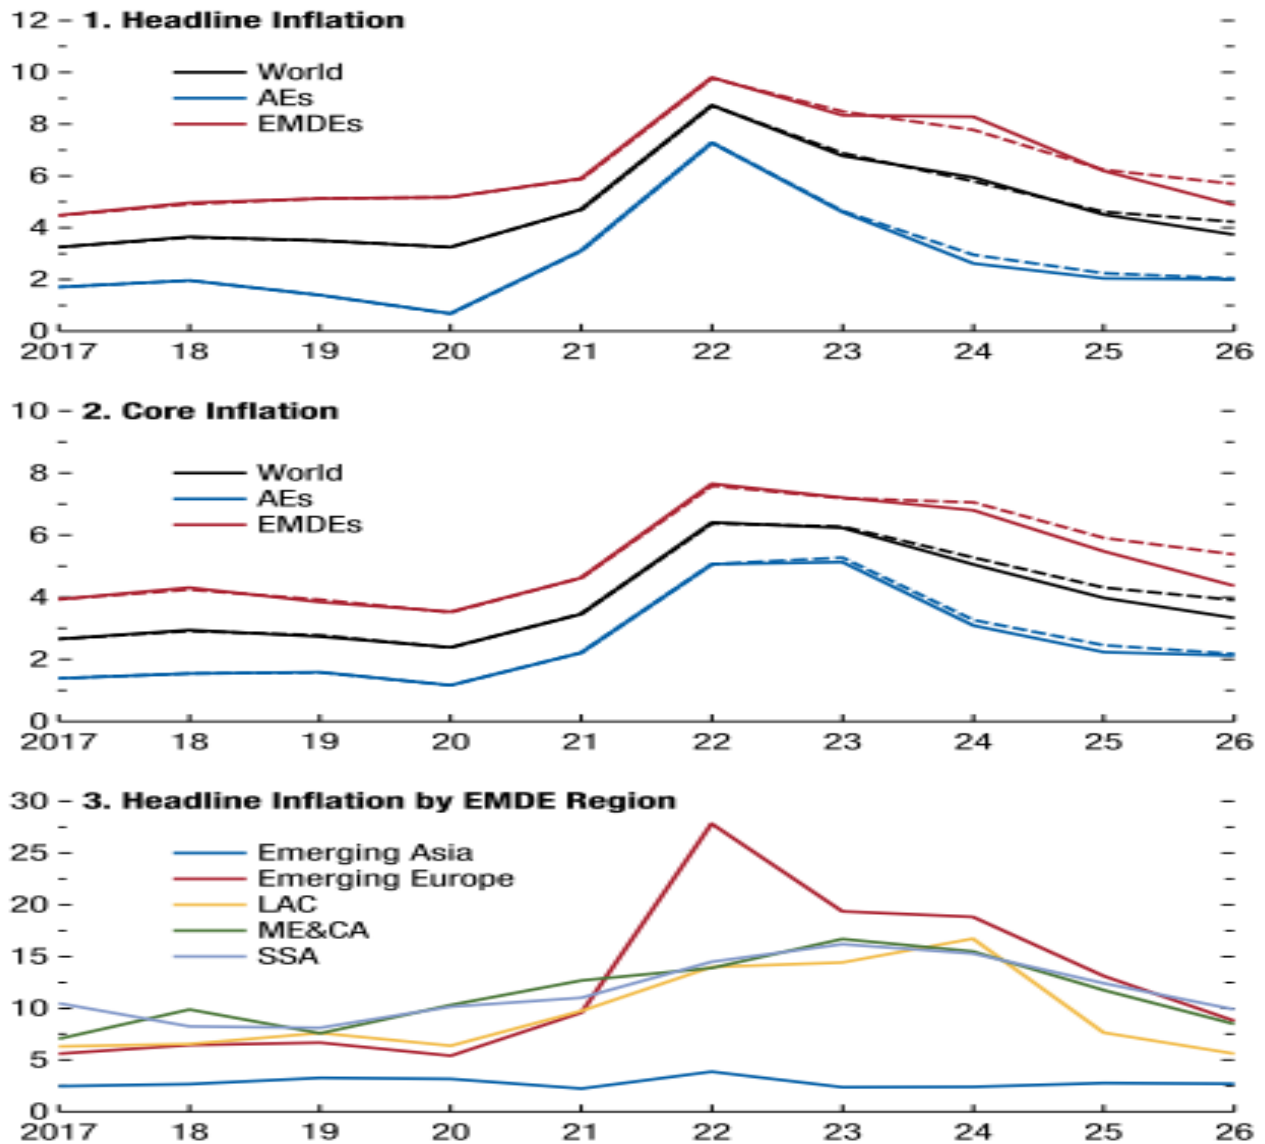 12 – 1. Headline Inflation
10 –
World
AEs
8 –
EMDEs
6 –
4 –
2 –
0
2017 18 19 20 21 22 23 24 25 26
10 – 2. Core Inflation
8 –
World
AEs
EMDEs
6 –
4 –
2 –
0
2017 18 19 20 21 22 23 24 25 26
30 – 3. Headline Inflation by EMDE Region
25 –
Emerging Asia
Emerging Europe
20 –
LAC
ME&CA
15 –
SSA
10 –
5 –
0
2017 18 19 20 21 22 23 24 25 26